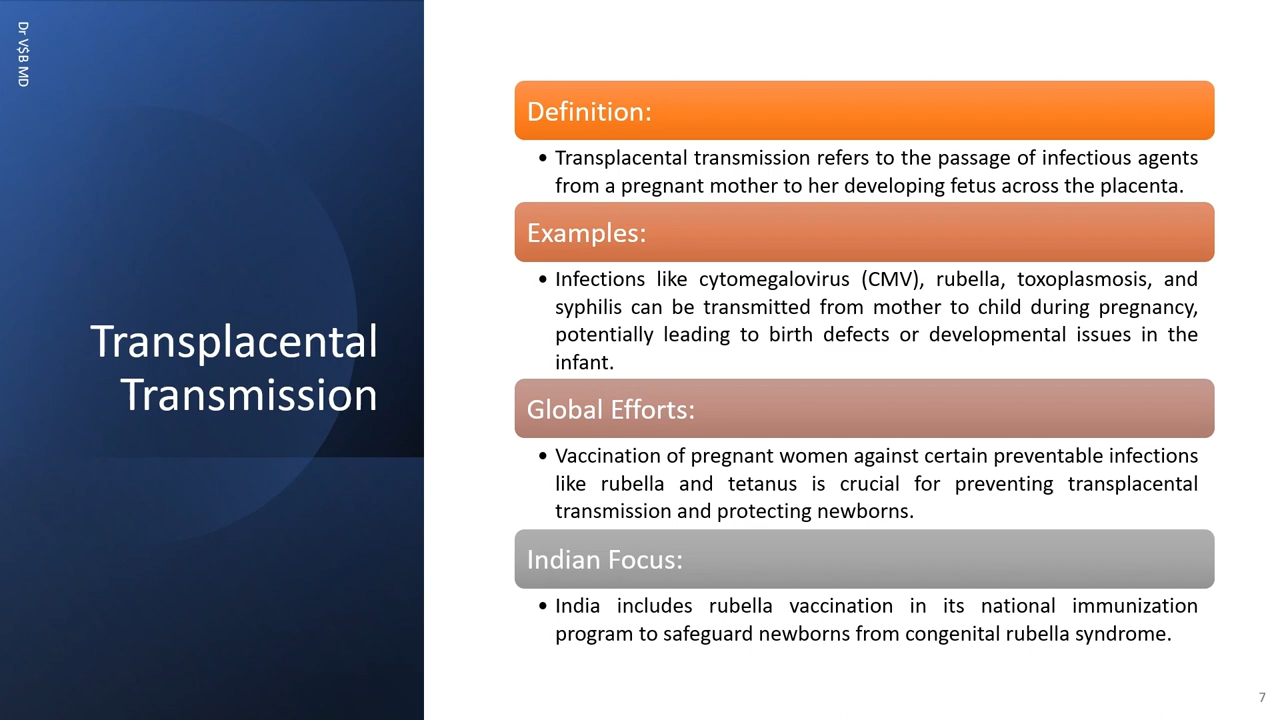 Dr V$B MD
Transplacental
Transmission
Definition:
• Transplacental transmission refers to the passage of infectious agents
from a pregnant mother to her developing fetus across the placenta.
Examples:
• Infections like cytomegalovirus (CMV), rubella, toxoplasmosis, and
syphilis can be transmitted from mother to child during pregnancy,
potentially leading to birth defects or developmental issues in the
infant.
Global Efforts:
• Vaccination of pregnant women against certain preventable infections
like rubella and tetanus is crucial for preventing transplacental
transmission and protecting newborns.
Indian Focus:
• India includes rubella vaccination in its national immunization
program to safeguard newborns from congenital rubella syndrome.
7